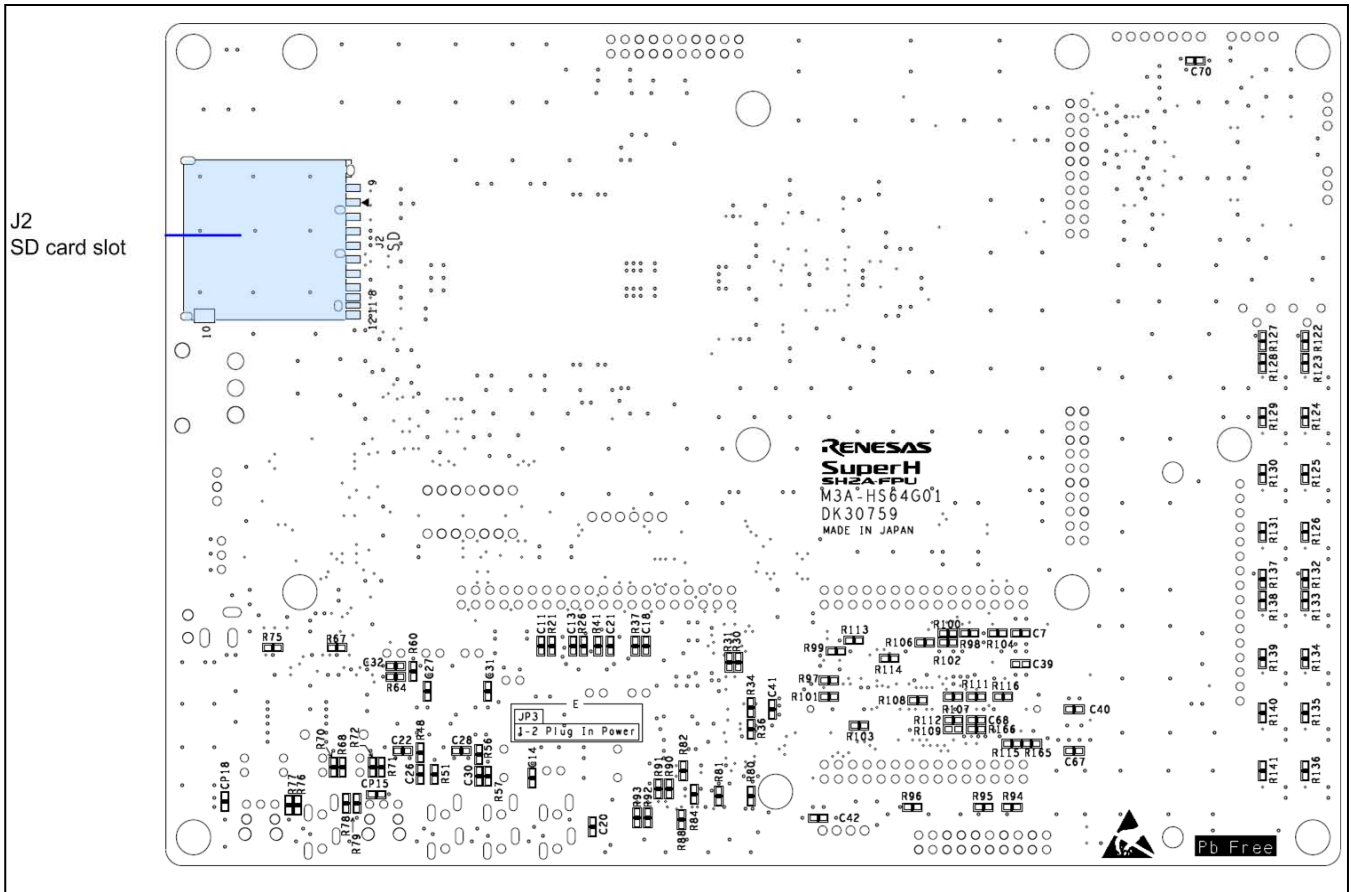 C70
J2
SD card slot
9
J2
SD
8
11
12
10
R127
R122
R128
R123
R129
R124
R130
R125
R131
R126
R137
R132
R138
R133
R139
R134
R140
R135
R141
R136
RENESAS
SuperH
SH2A-FPU
M3A-HS64G01
DK30759
MADE IN JAPAN
R75
R67
C32
R64
R60
C27
C31
C11
R21
C13
R26
R41
C21
R37
C18
R31
R30
R34
R36
C41
R113
R99
R114
R106
R100
R98
R102
R104
C7
C39
R97
R101
R103
R108
R111
R116
R107
R112
R109
C68
R166
R115
R165
C40
C67
E
JP3
1-2 Plug In Power
R70
R68
R72
R71
C22
R48
C26
R51
C28
R56
C30
R57
C14
CP18
R77
R76
CP15
R78
R79
C20
R82
R91
R90
R93
R92
R84
R88
R81
R80
C42
R96
R95
R94
Pb Free